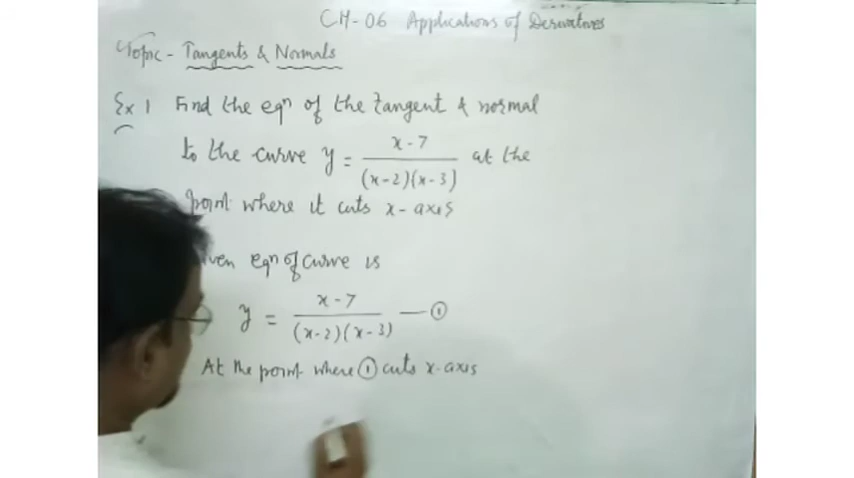 CH-06 Applications of Derivatives
Topic - Tangents & Normals
Ex 1 Find the eqn of the tangent & normal
to the curve y = (x-7)/((x-2)(x-3)) at the
point where it cuts x-axis
eqn of curve is
y = (x-7)/((x-2)(x-3)) — ①
At the point where ① cuts x-axis